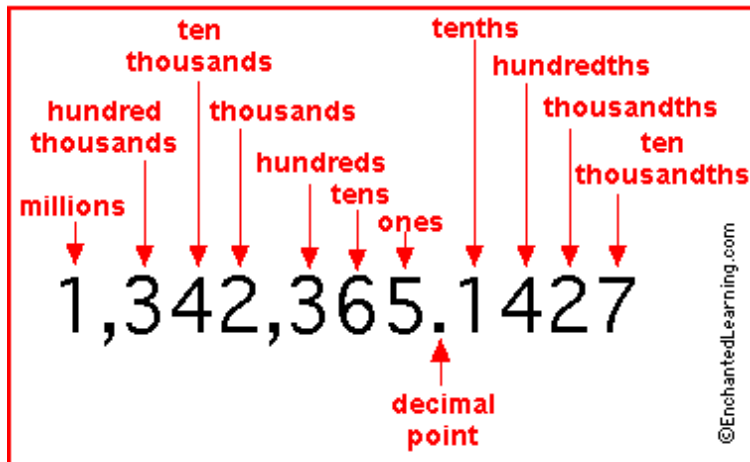 ten
thousands
tenths
hundredths
hundred
thousands
thousands
thousandths
hundreds
ten
thousandths
millions
tens
ones
1,342,365.1427
decimal
point
©EnchantedLearning.com